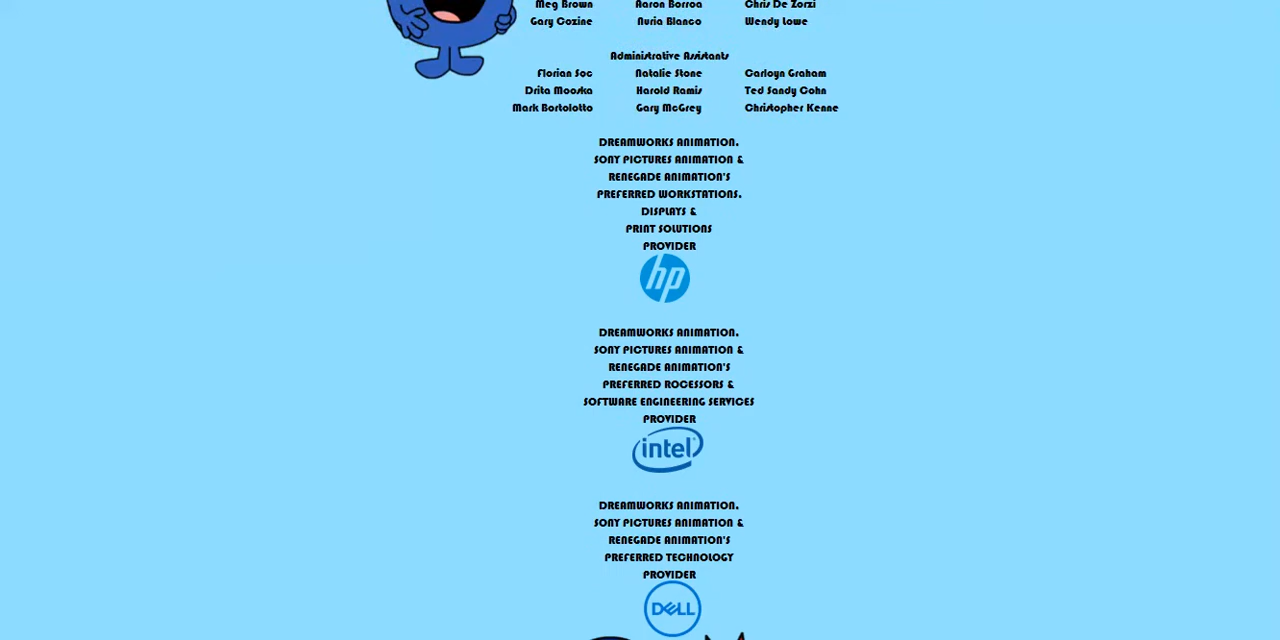 Meg Brown Aaron Borroa Chris De Zorzi
Gary Cozine Nuria Blanco Wendy Lowe
Administrative Assistants
Florian Soc Natalie Stone Carloyn Graham
Drita Mooska Harold Ramis Ted Sandy Cohn
Mark Bortolotto Gary McGrey Christopher Kenne
DREAMWORKS ANIMATION,
SONY PICTURES ANIMATION &
RENEGADE ANIMATION'S
PREFERRED WORKSTATIONS,
DISPLAYS &
PRINT SOLUTIONS
PROVIDER
hp
DREAMWORKS ANIMATION,
SONY PICTURES ANIMATION &
RENEGADE ANIMATION'S
PREFERRED ROCESSORS &
SOFTWARE ENGINEERING SERVICES
PROVIDER
intel
DREAMWORKS ANIMATION,
SONY PICTURES ANIMATION &
RENEGADE ANIMATION'S
PREFERRED TECHNOLOGY
PROVIDER
DELL